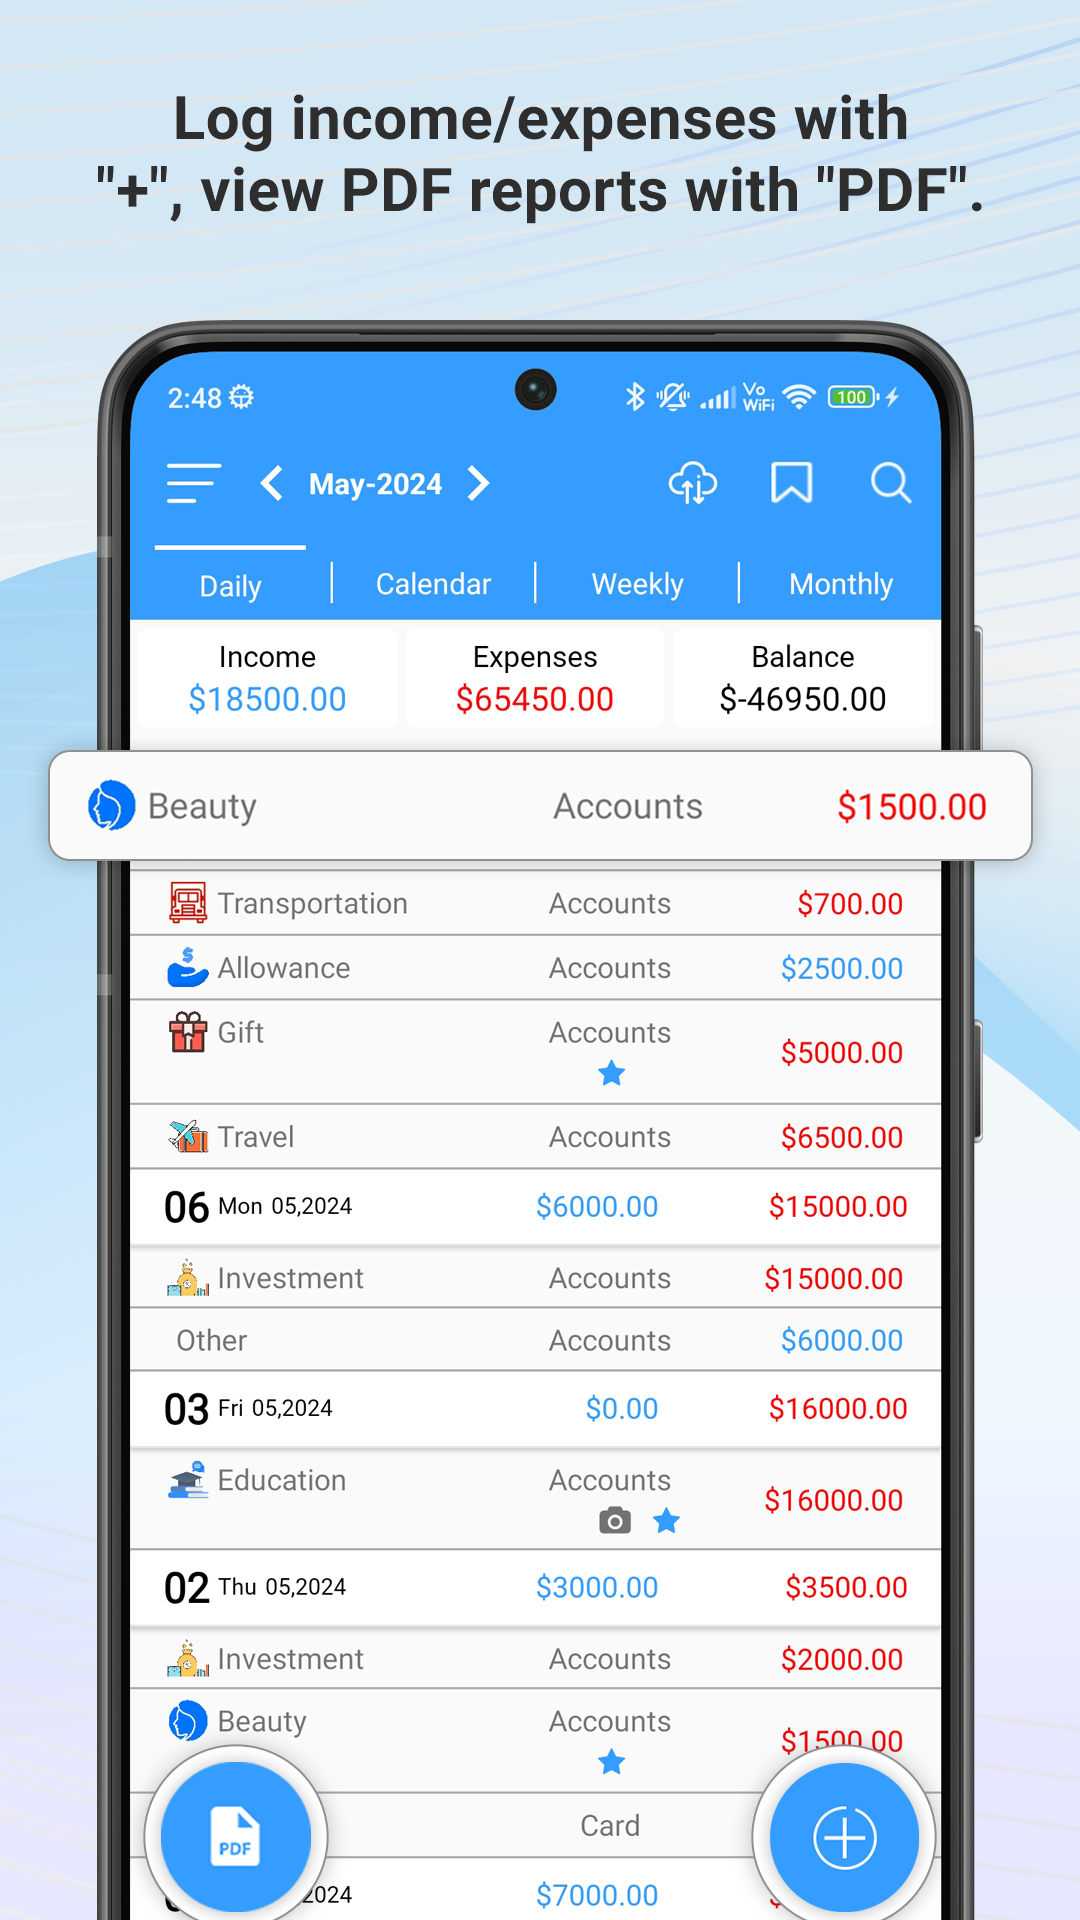 Log income/expenses with
"+", view PDF reports with "PDF".
2:48
Vo
WiFi
100
May-2024
Daily Calendar Weekly Monthly
Income Expenses Balance
$18500.00 $65450.00 $-46950.00
Beauty Accounts $1500.00
Transportation Accounts $700.00
Allowance Accounts $2500.00
Gift Accounts $5000.00
Travel Accounts $6500.00
06 Mon 05,2024 $6000.00 $15000.00
Investment Accounts $15000.00
Other Accounts $6000.00
03 Fri 05,2024 $0.00 $16000.00
Education Accounts $16000.00
02 Thu 05,2024 $3000.00 $3500.00
Investment Accounts $2000.00
Beauty Accounts $1500.00
Card
PDF
2024 $7000.00